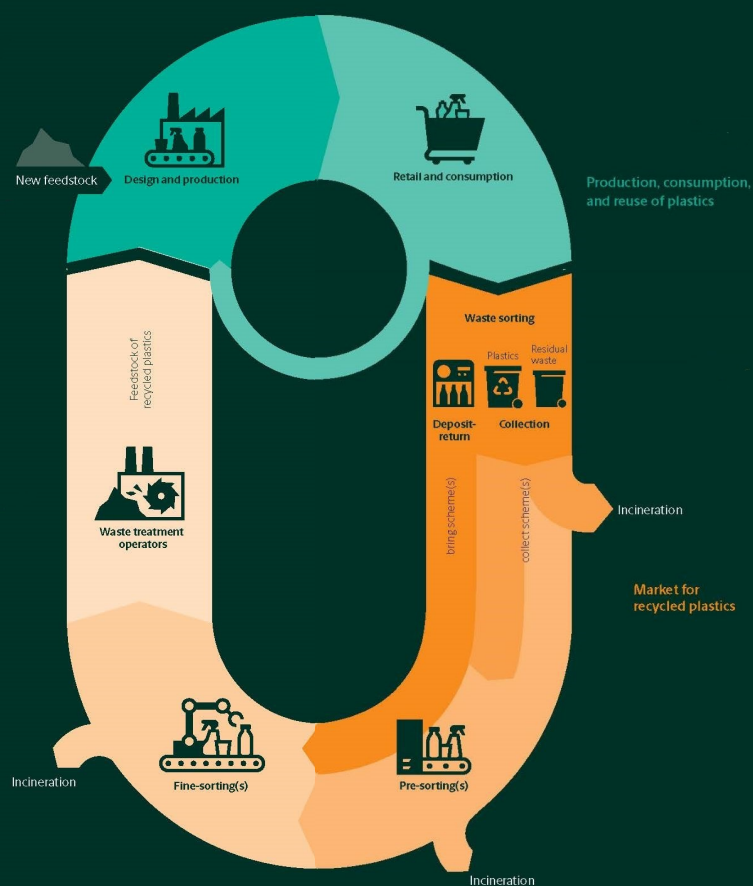 New feedstock
Design and production
Retail and consumption
Production, consumption,
and reuse of plastics
Waste sorting
Plastics
Residual
waste
Deposit-
return
Collection
Feedstock of
recycled plastics
bring scheme(s)
collect scheme(s)
Incineration
Waste treatment
operators
Market for
recycled plastics
Fine-sorting(s)
Pre-sorting(s)
Incineration
Incineration